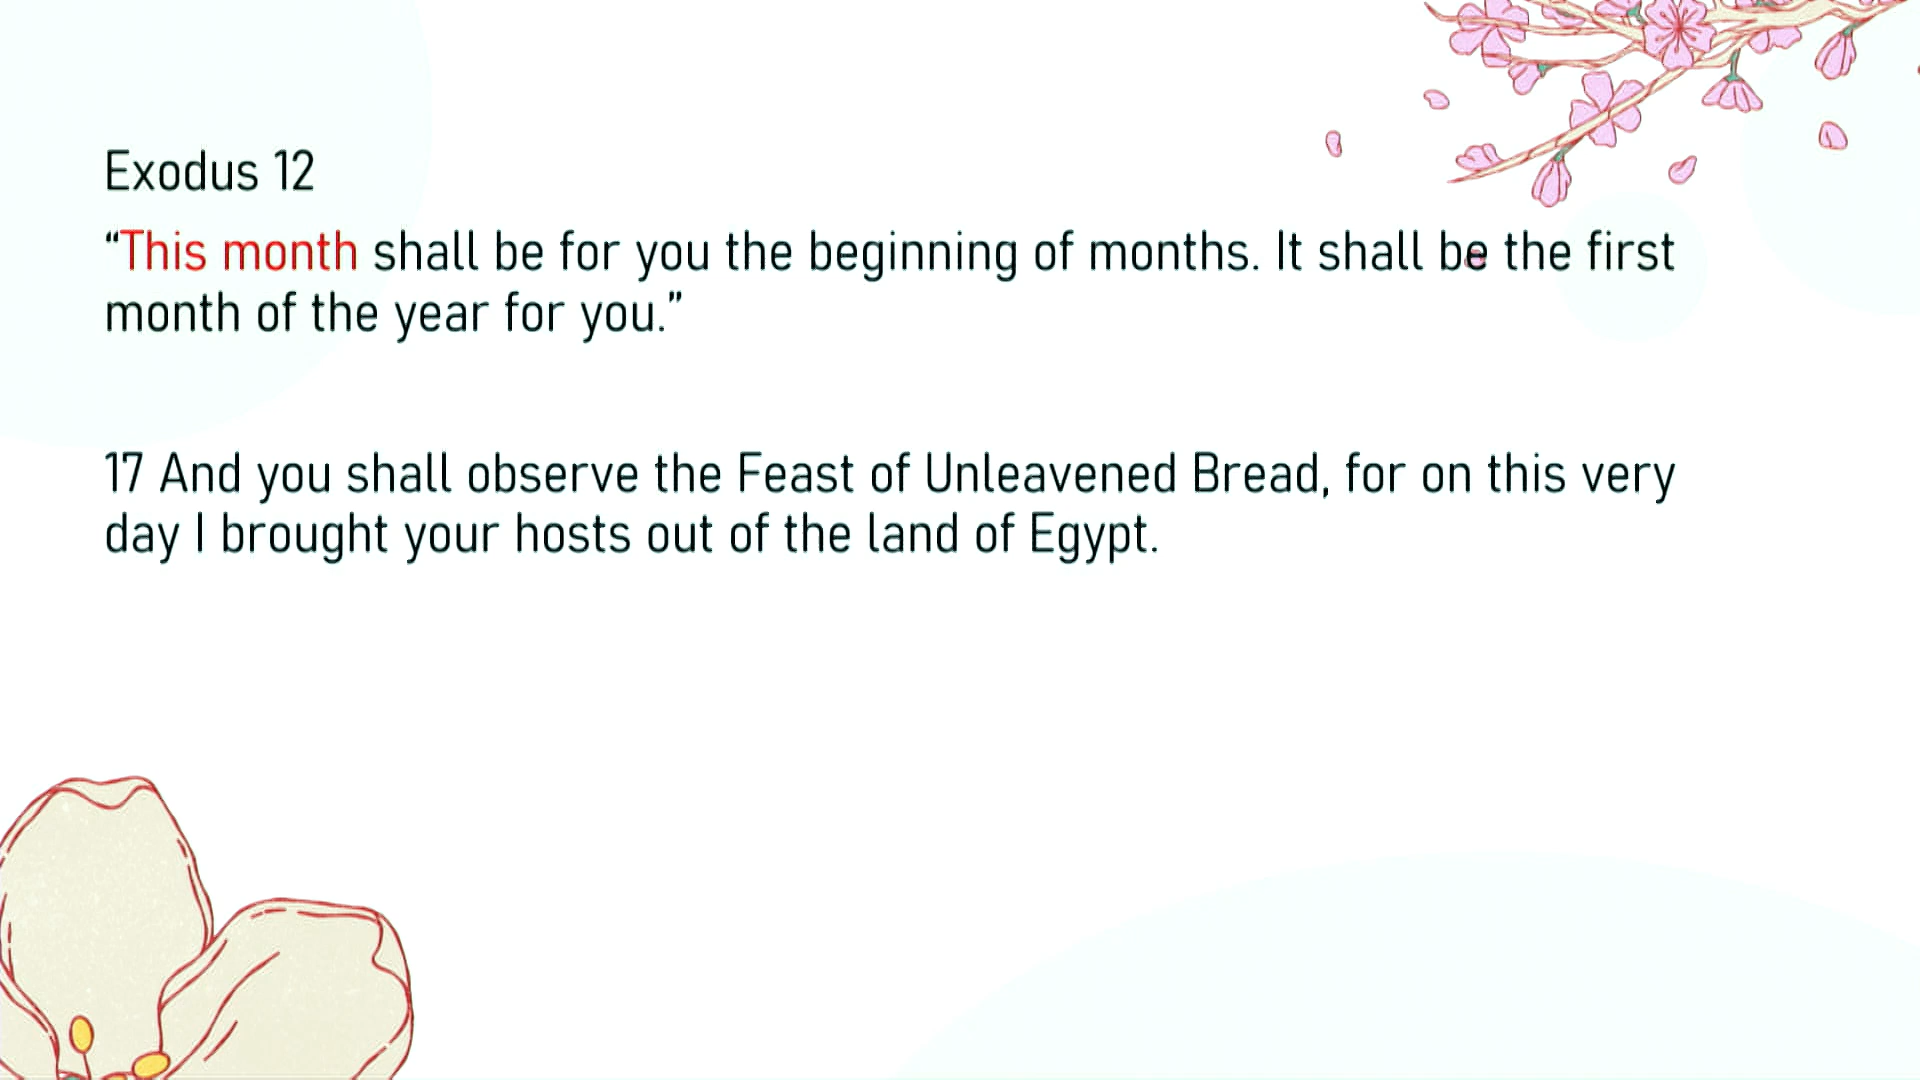 Exodus 12
“This month shall be for you the beginning of months. It shall be the first
month of the year for you.”
17 And you shall observe the Feast of Unleavened Bread, for on this very
day I brought your hosts out of the land of Egypt.